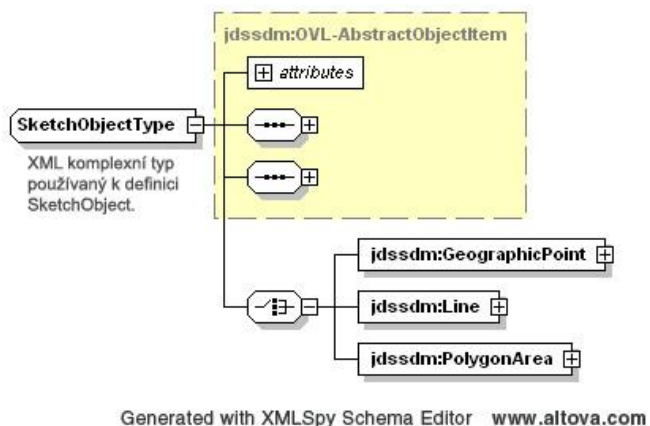 jdssdm:OVL-AbstractObjectItem
attributes
SketchObjectType
XML komplexní typ
používaný k definici
SketchObject.
jdssdm:GeographicPoint
jdssdm:Line
jdssdm:PolygonArea
Generated with XMLSpy Schema Editor www.altova.com